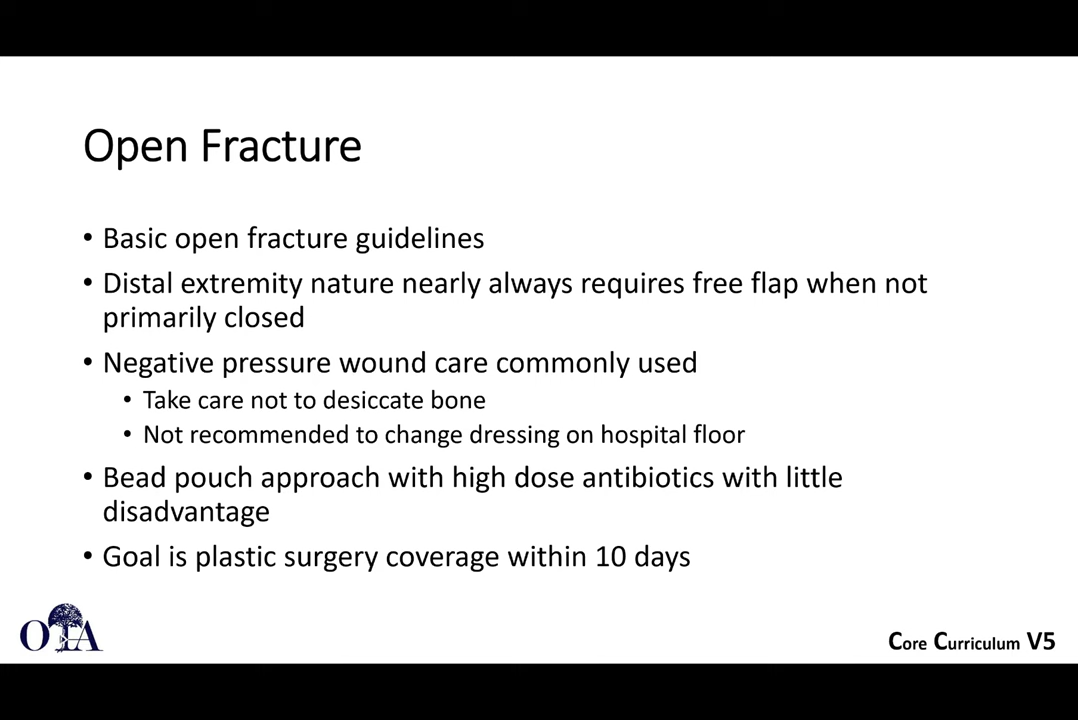 Open Fracture
• Basic open fracture guidelines
• Distal extremity nature nearly always requires free flap when not
primarily closed
• Negative pressure wound care commonly used
• Take care not to desiccate bone
• Not recommended to change dressing on hospital floor
• Bead pouch approach with high dose antibiotics with little
disadvantage
• Goal is plastic surgery coverage within 10 days
OTA
Core Curriculum V5